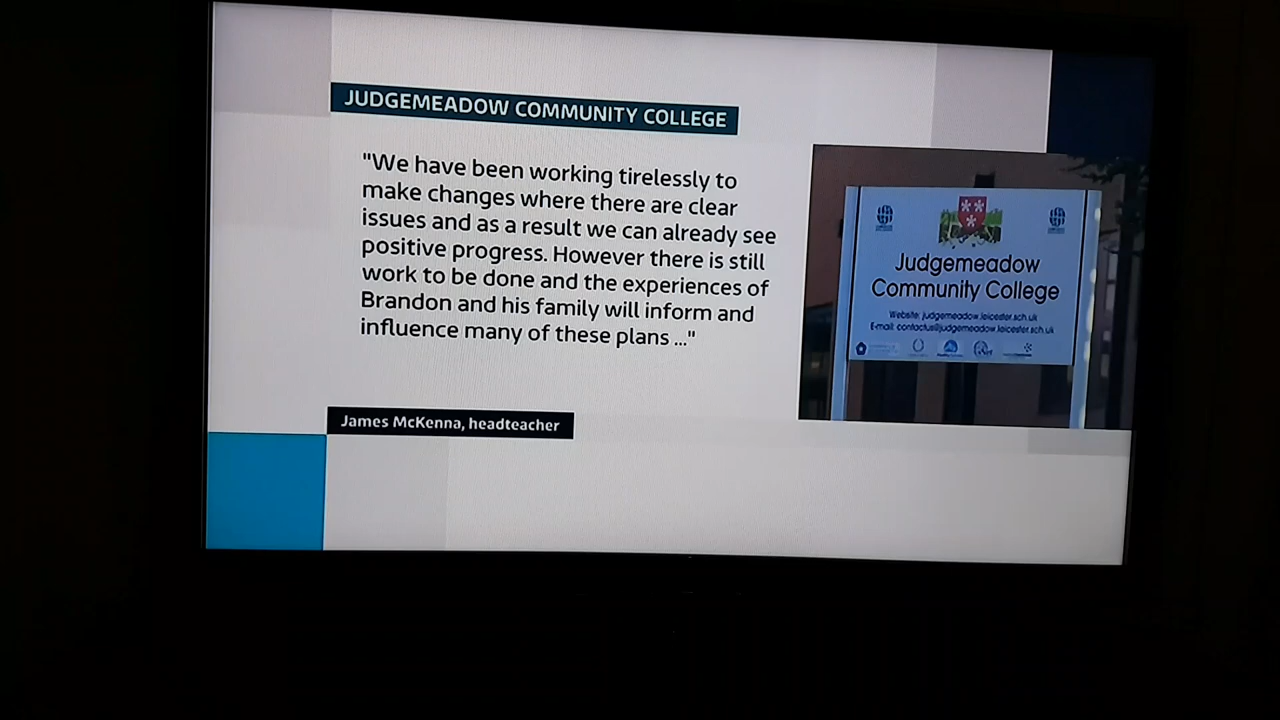 JUDGEMEADOW COMMUNITY COLLEGE
"We have been working tirelessly to
make changes where there are clear
issues and as a result we can already see
positive progress. However there is still
work to be done and the experiences of
Brandon and his family will inform and
influence many of these plans ..."
James McKenna, headteacher
Judgemeadow
Community College
Website: judgemeadow.leicester.sch.uk
E-mail: contactus@judgemeadow.leicester.sch.uk